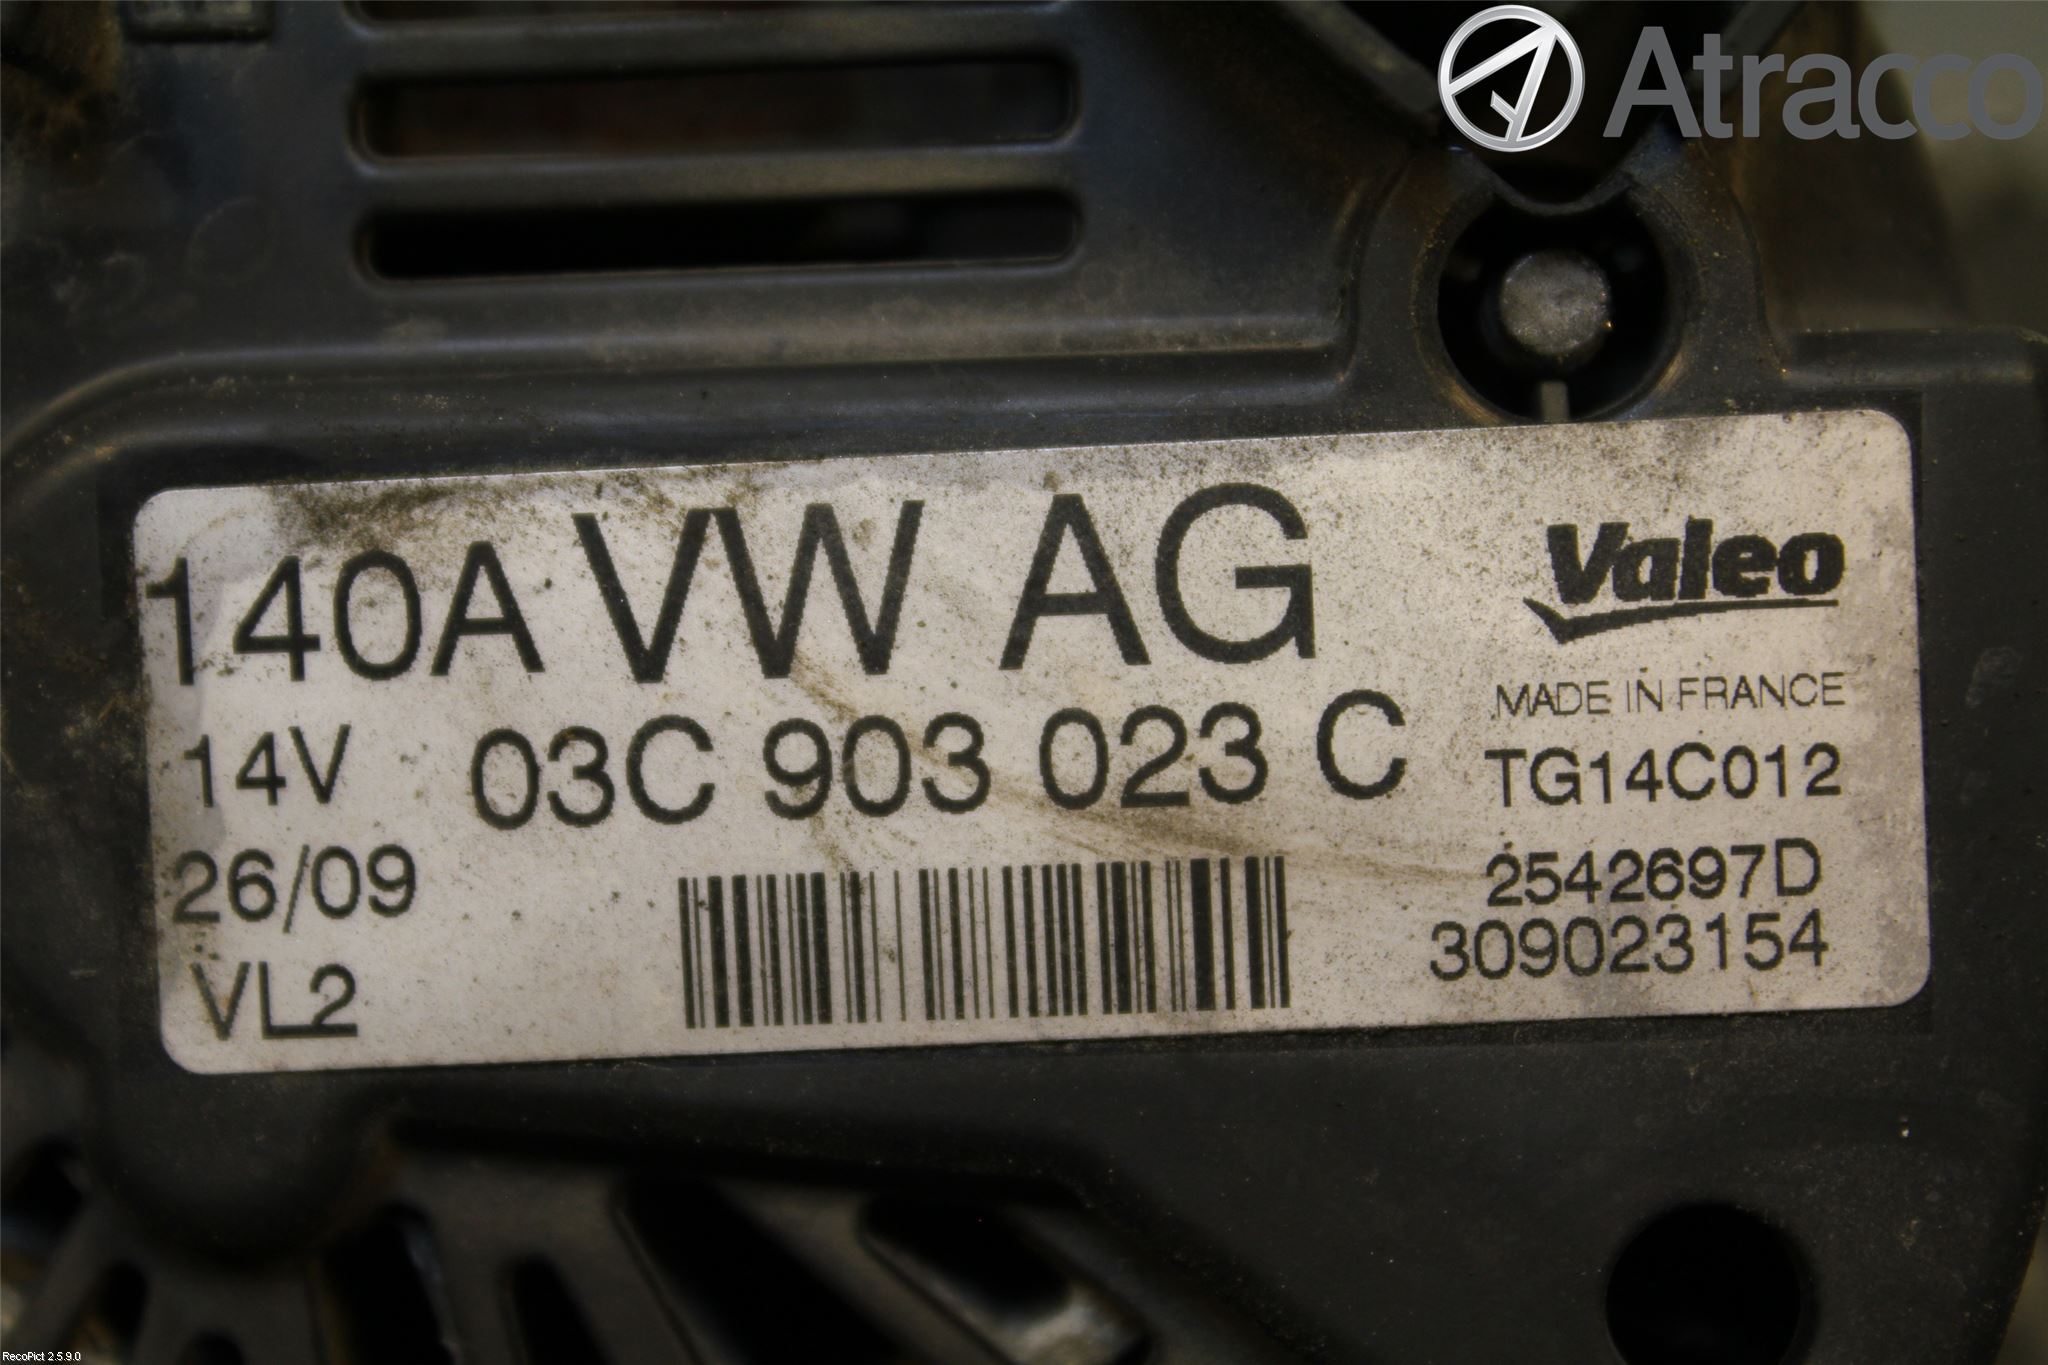 Atracco
140A VW AG
Valeo
MADE IN FRANCE
14V 03C 903 023 C
TG14C012
26/09
2542697D
309023154
VL2
RecoPict 2.5.9.0